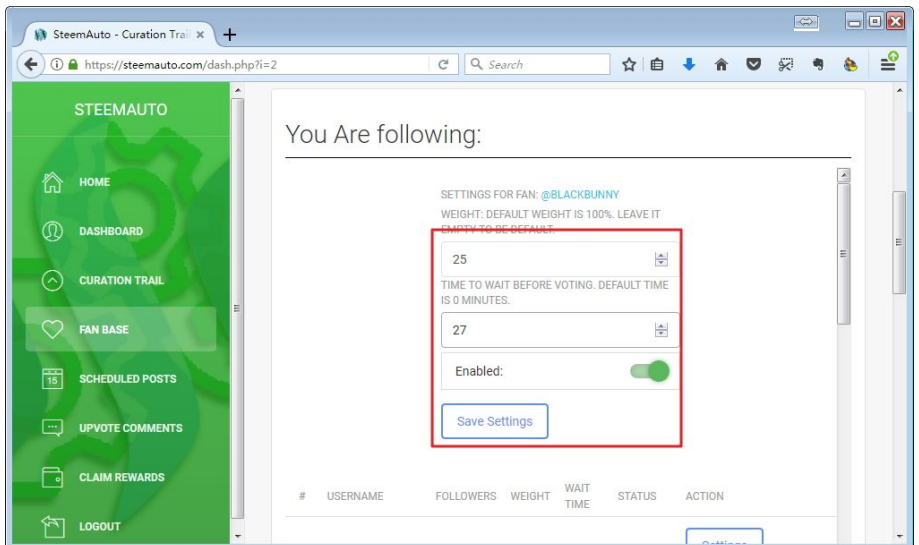 SteemAuto - Curation Trail
https://steemauto.com/dash.php?i=2
Search
STEEMAUTO
HOME
DASHBOARD
CURATION TRAIL
FAN BASE
15
SCHEDULED POSTS
UPVOTE COMMENTS
CLAIM REWARDS
LOGOUT
You Are following:
SETTINGS FOR FAN: @BLACKBUNNY
WEIGHT: DEFAULT WEIGHT IS 100%. LEAVE IT
EMPTY TO BE DEFAULT.
25
TIME TO WAIT BEFORE VOTING. DEFAULT TIME
IS 0 MINUTES.
27
Enabled:
Save Settings
# USERNAME FOLLOWERS WEIGHT WAIT TIME STATUS ACTION
Settings